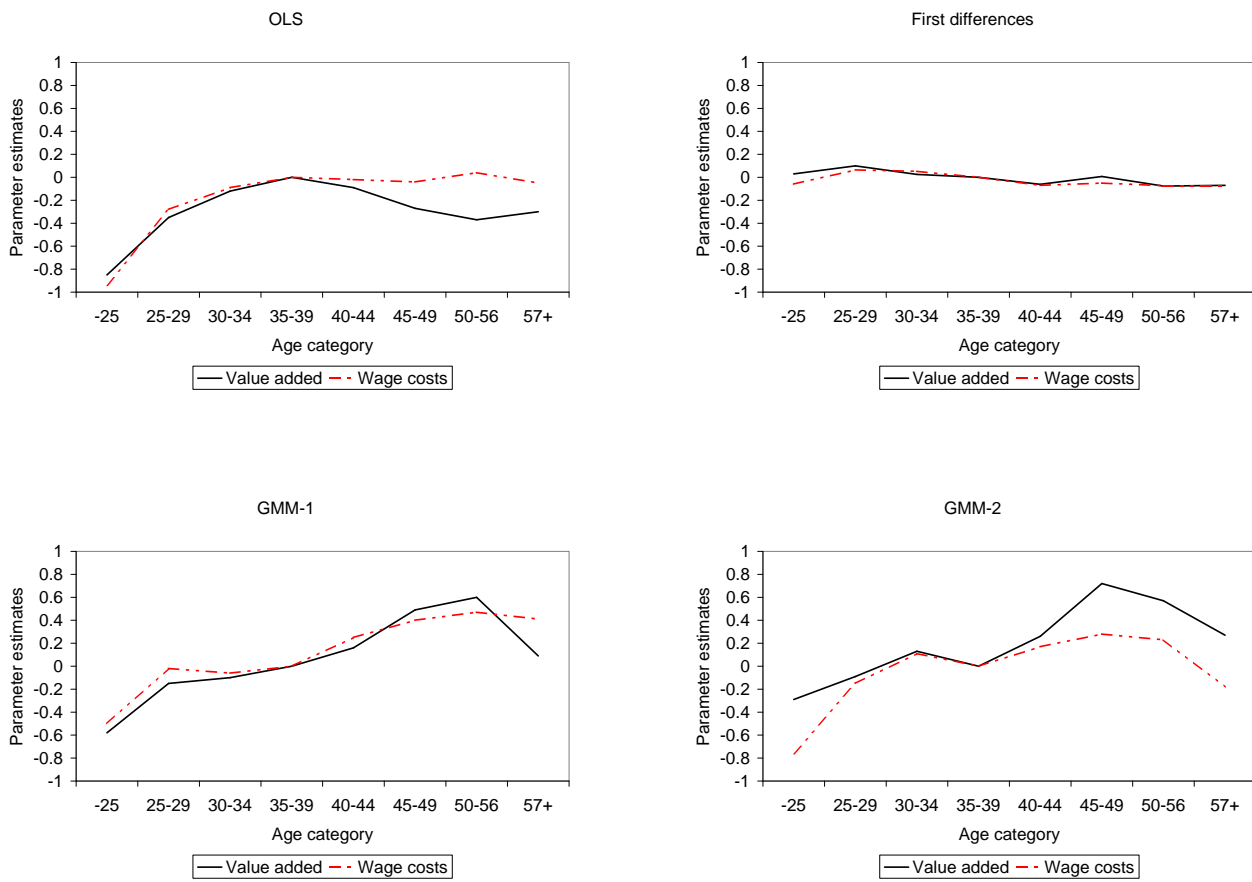 OLS
Parameter estimates
1
0.8
0.6
0.4
0.2
0
-0.2
-0.4
-0.6
-0.8
-1
-25 25-29 30-34 35-39 40-44 45-49 50-56 57+
Age category
Value added Wage costs
First differences
Parameter estimates
1
0.8
0.6
0.4
0.2
0
-0.2
-0.4
-0.6
-0.8
-1
-25 25-29 30-34 35-39 40-44 45-49 50-56 57+
Age category
Value added Wage costs
GMM-1
Parameter estimates
1
0.8
0.6
0.4
0.2
0
-0.2
-0.4
-0.6
-0.8
-1
-25 25-29 30-34 35-39 40-44 45-49 50-56 57+
Age category
Value added Wage costs
GMM-2
Parameter estimates
1
0.8
0.6
0.4
0.2
0
-0.2
-0.4
-0.6
-0.8
-1
-25 25-29 30-34 35-39 40-44 45-49 50-56 57+
Age category
Value added Wage costs